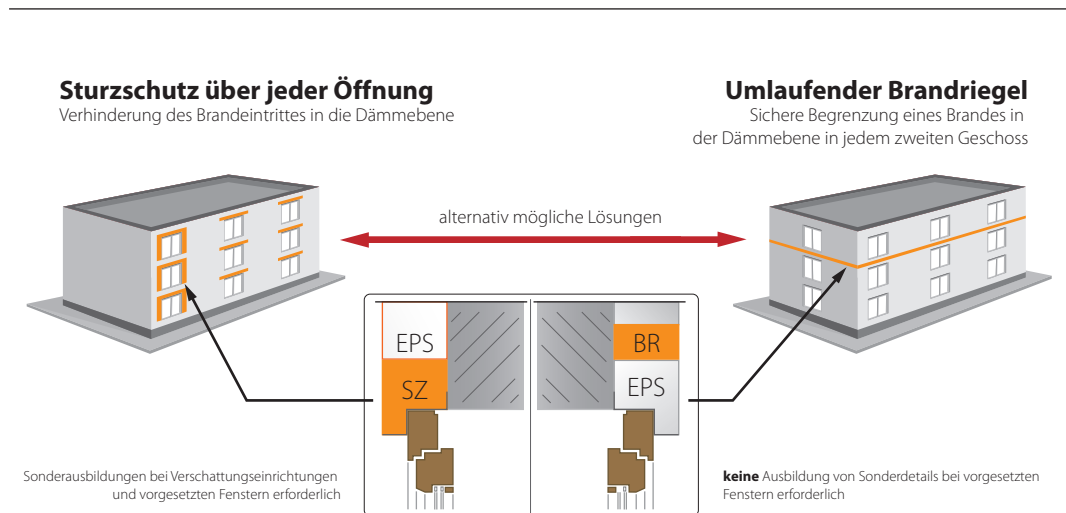 Sturzschutz über jeder Öffnung
Verhinderung des Brandeintrittes in die Dämmebene
Umlaufender Brandriegel
Sichere Begrenzung eines Brandes in
der Dämmebene in jedem zweiten Geschoss
alternativ mögliche Lösungen
EPS
SZ
BR
EPS
Sonderausbildungen bei Verschattungseinrichtungen
und vorgesetzten Fenstern erforderlich
keine Ausbildung von Sonderdetails bei vorgesetzten
Fenstern erforderlich